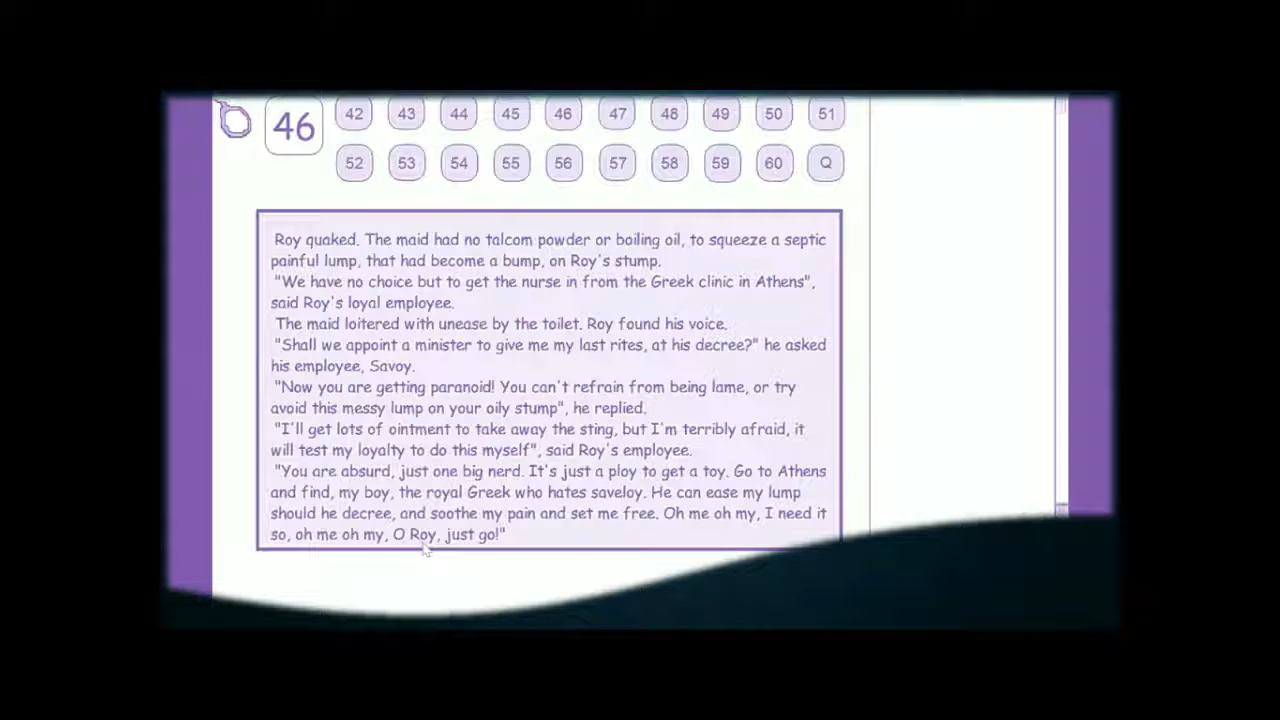 46
42 43 44 45 46 47 48 49 50 51
52 53 54 55 56 57 58 59 60 Q
Roy quaked. The maid had no talcom powder or boiling oil, to squeeze a septic
painful lump, that had become a bump, on Roy's stump.
"We have no choice but to get the nurse in from the Greek clinic in Athens",
said Roy's loyal employee.
The maid loitered with unease by the toilet. Roy found his voice.
"Shall we appoint a minister to give me my last rites, at his decree?" he asked
his employee, Savoy.
"Now you are getting paranoid! You can't refrain from being lame, or try
avoid this messy lump on your oily stump", he replied.
"I'll get lots of ointment to take away the sting, but I'm terribly afraid, it
will test my loyalty to do this myself", said Roy's employee.
"You are absurd, just one big nerd. It's just a ploy to get a toy. Go to Athens
and find, my boy, the royal Greek who hates saveloy. He can ease my lump
should he decree, and soothe my pain and set me free. Oh me oh my, I need it
so, oh me oh my, O Roy, just go!"